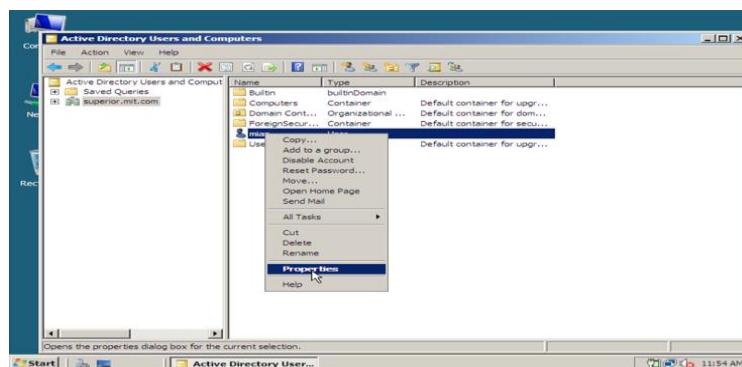 Active Directory Users and Computers
File Action View Help
Active Directory Users and Comput
Saved Queries
superior.mit.com
Name Type Description
Builtin builtinDomain
Computers Container Default container for upgr...
Domain Cont... Organizational ... Default container for dom...
ForeignSecur... Container Default container for secu...
User
Use
Default container for upgr...
Copy...
Add to a group...
Disable Account
Reset Password...
Move...
Open Home Page
Send Mail
All Tasks
Cut
Delete
Rename
Properties
Help
Opens the properties dialog box for the current selection.
Start
Active Directory User...
11:54 AM